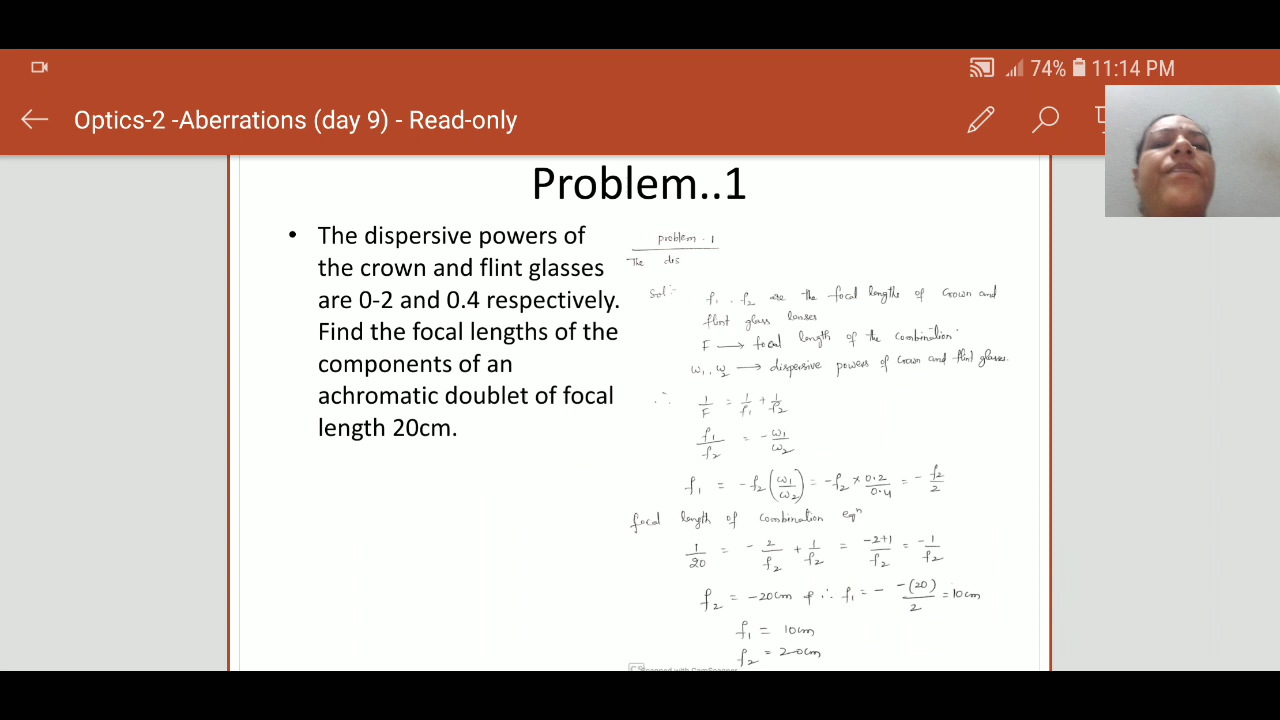 74% 11:14 PM
Optics-2 -Aberrations (day 9) - Read-only
Problem..1
• The dispersive powers of
the crown and flint glasses
are 0-2 and 0.4 respectively.
Find the focal lengths of the
components of an
achromatic doublet of focal
length 20cm.
problem . 1
The dis
Sol:- f₁, f₂ are the focal lengths of Crown and
flint glass lenses
F ⟶ focal length of the combination
ω₁, ω₂ ⟶ dispersive powers of Crown and flint glasses.
∴ 1/F = 1/f₁ + 1/f₂
f₁/f₂ = -ω₁/ω₂
f₁ = -f₂(ω₁/ω₂) = -f₂ × 0.2/0.4 = -f₂/2
focal length of combination eqⁿ
1/20 = -2/f₂ + 1/f₂ = -2+1/f₂ = -1/f₂
f₂ = -20cm & ∴ f₁ = - -(20)/2 = 10cm
f₁ = 10cm
f₂ = 20cm
CS Scanned with CamScanner